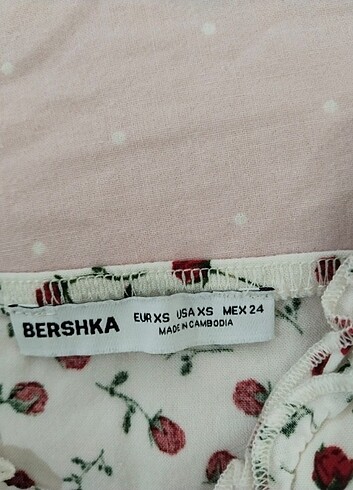 BERSHKA
EUR XS USA XS MEX 24
MADE IN CAMBODIA